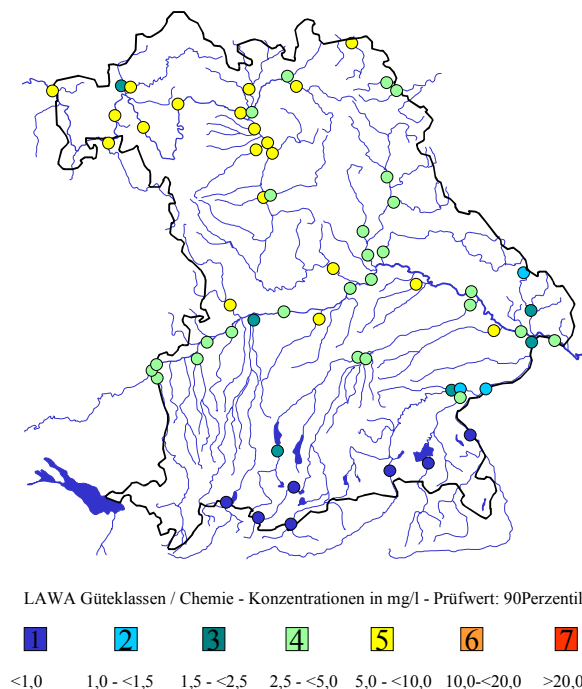 LAWA Güteklassen / Chemie - Konzentrationen in mg/l - Prüfwert: 90Perzentil
1 2 3 4 5 6 7
<1,0 1,0 - <1,5 1,5 - <2,5 2,5 - <5,0 5,0 - <10,0 10,0-<20,0 >20,0